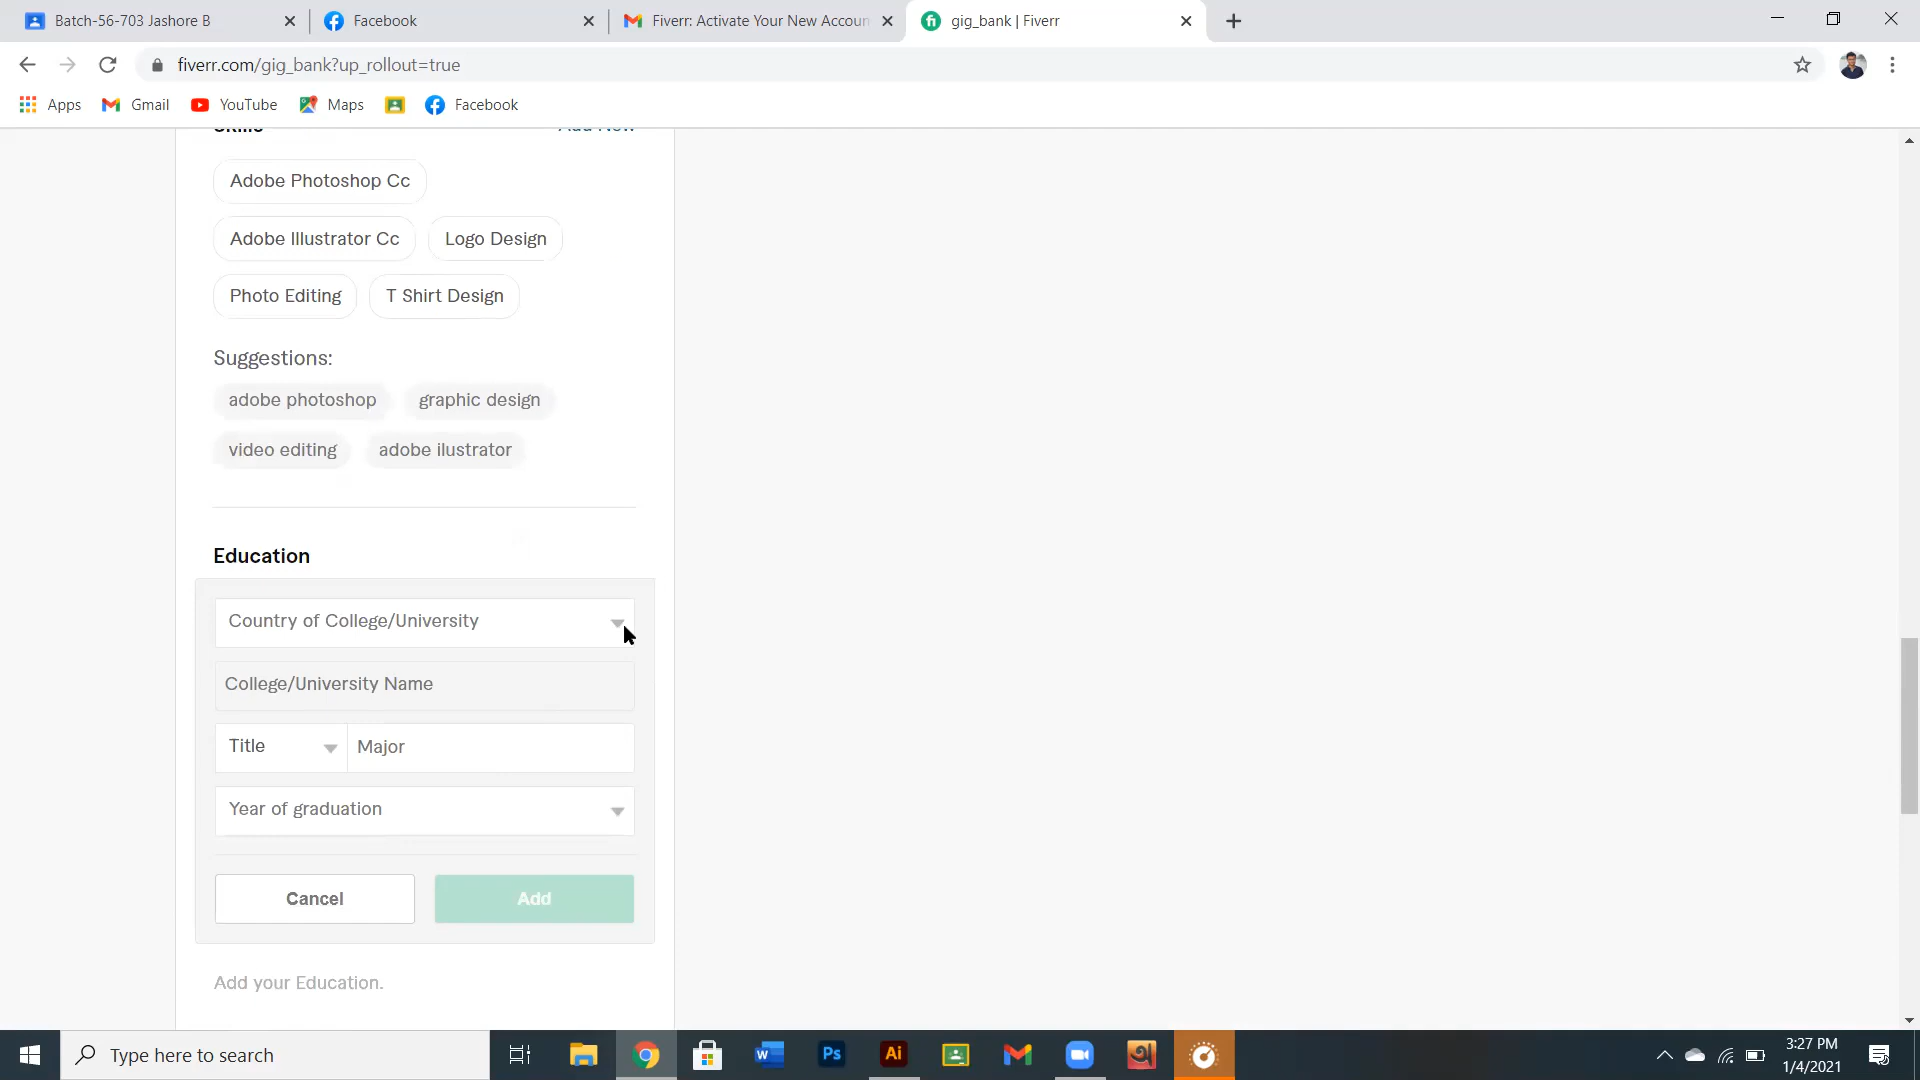 Batch-56-703 Jashore B
Facebook
Fiverr: Activate Your New Accoun
gig_bank | Fiverr
fiverr.com/gig_bank?up_rollout=true
Apps
Gmail
YouTube
Maps
Facebook
Skills
Add New
Adobe Photoshop Cc
Adobe Illustrator Cc
Logo Design
Photo Editing
T Shirt Design
Suggestions:
adobe photoshop
graphic design
video editing
adobe ilustrator
Education
Country of College/University
College/University Name
Title
Major
Year of graduation
Cancel
Add
Add your Education.
Type here to search
W
Ps
Ai
3:27 PM
1/4/2021